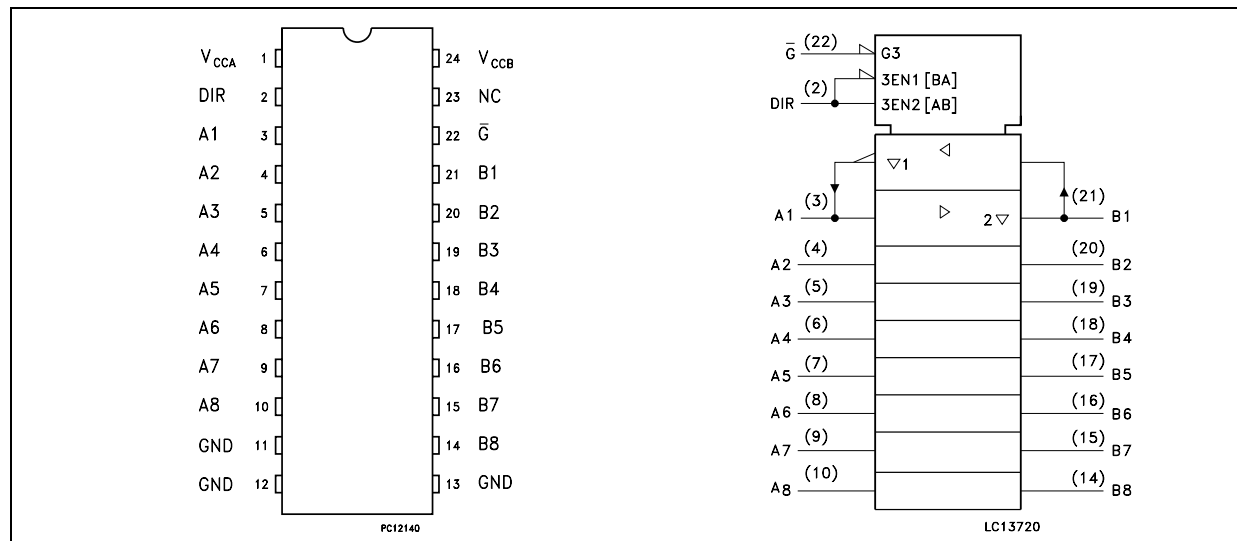 V_CCA 1 24 V_CCB
DIR 2 23 NC
A1 3 22 G̅
A2 4 21 B1
A3 5 20 B2
A4 6 19 B3
A5 7 18 B4
A6 8 17 B5
A7 9 16 B6
A8 10 15 B7
GND 11 14 B8
GND 12 13 GND
PC12140
G̅ (22) G3
3EN1 [BA]
DIR (2) 3EN2 [AB]
1
A1 (3) 2 (21) B1
A2 (4) (20) B2
A3 (5) (19) B3
A4 (6) (18) B4
A5 (7) (17) B5
A6 (8) (16) B6
A7 (9) (15) B7
A8 (10) (14) B8
LC13720